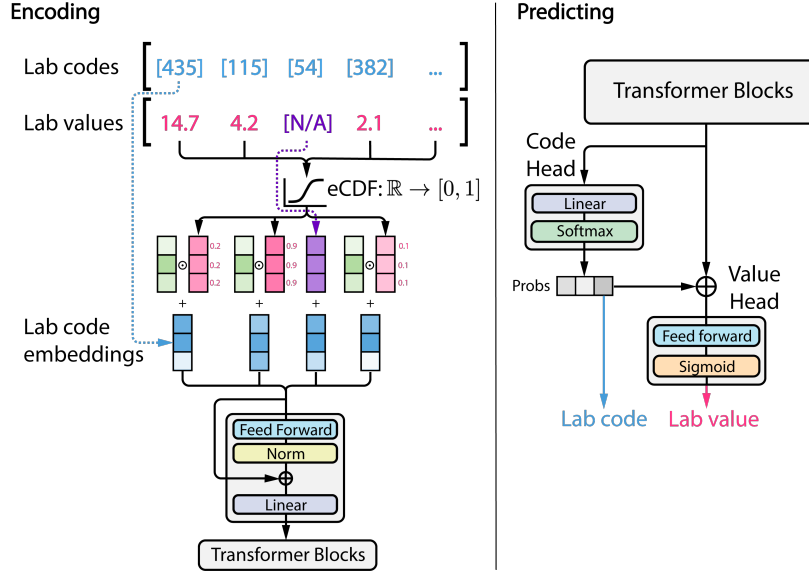 Encoding
Lab codes [435] [115] [54] [382] ...
Lab values 14.7 4.2 [N/A] 2.1 ...
eCDF: ℝ → [0, 1]
0.2 0.9 0.1
0.2 0.9 0.1
0.2 0.9 0.1
+ + + +
Lab code
embeddings
Feed Forward
Norm
Linear
Transformer Blocks
Predicting
Transformer Blocks
Code
Head
Linear
Softmax
Probs
Value
Head
Feed forward
Sigmoid
Lab code
Lab value